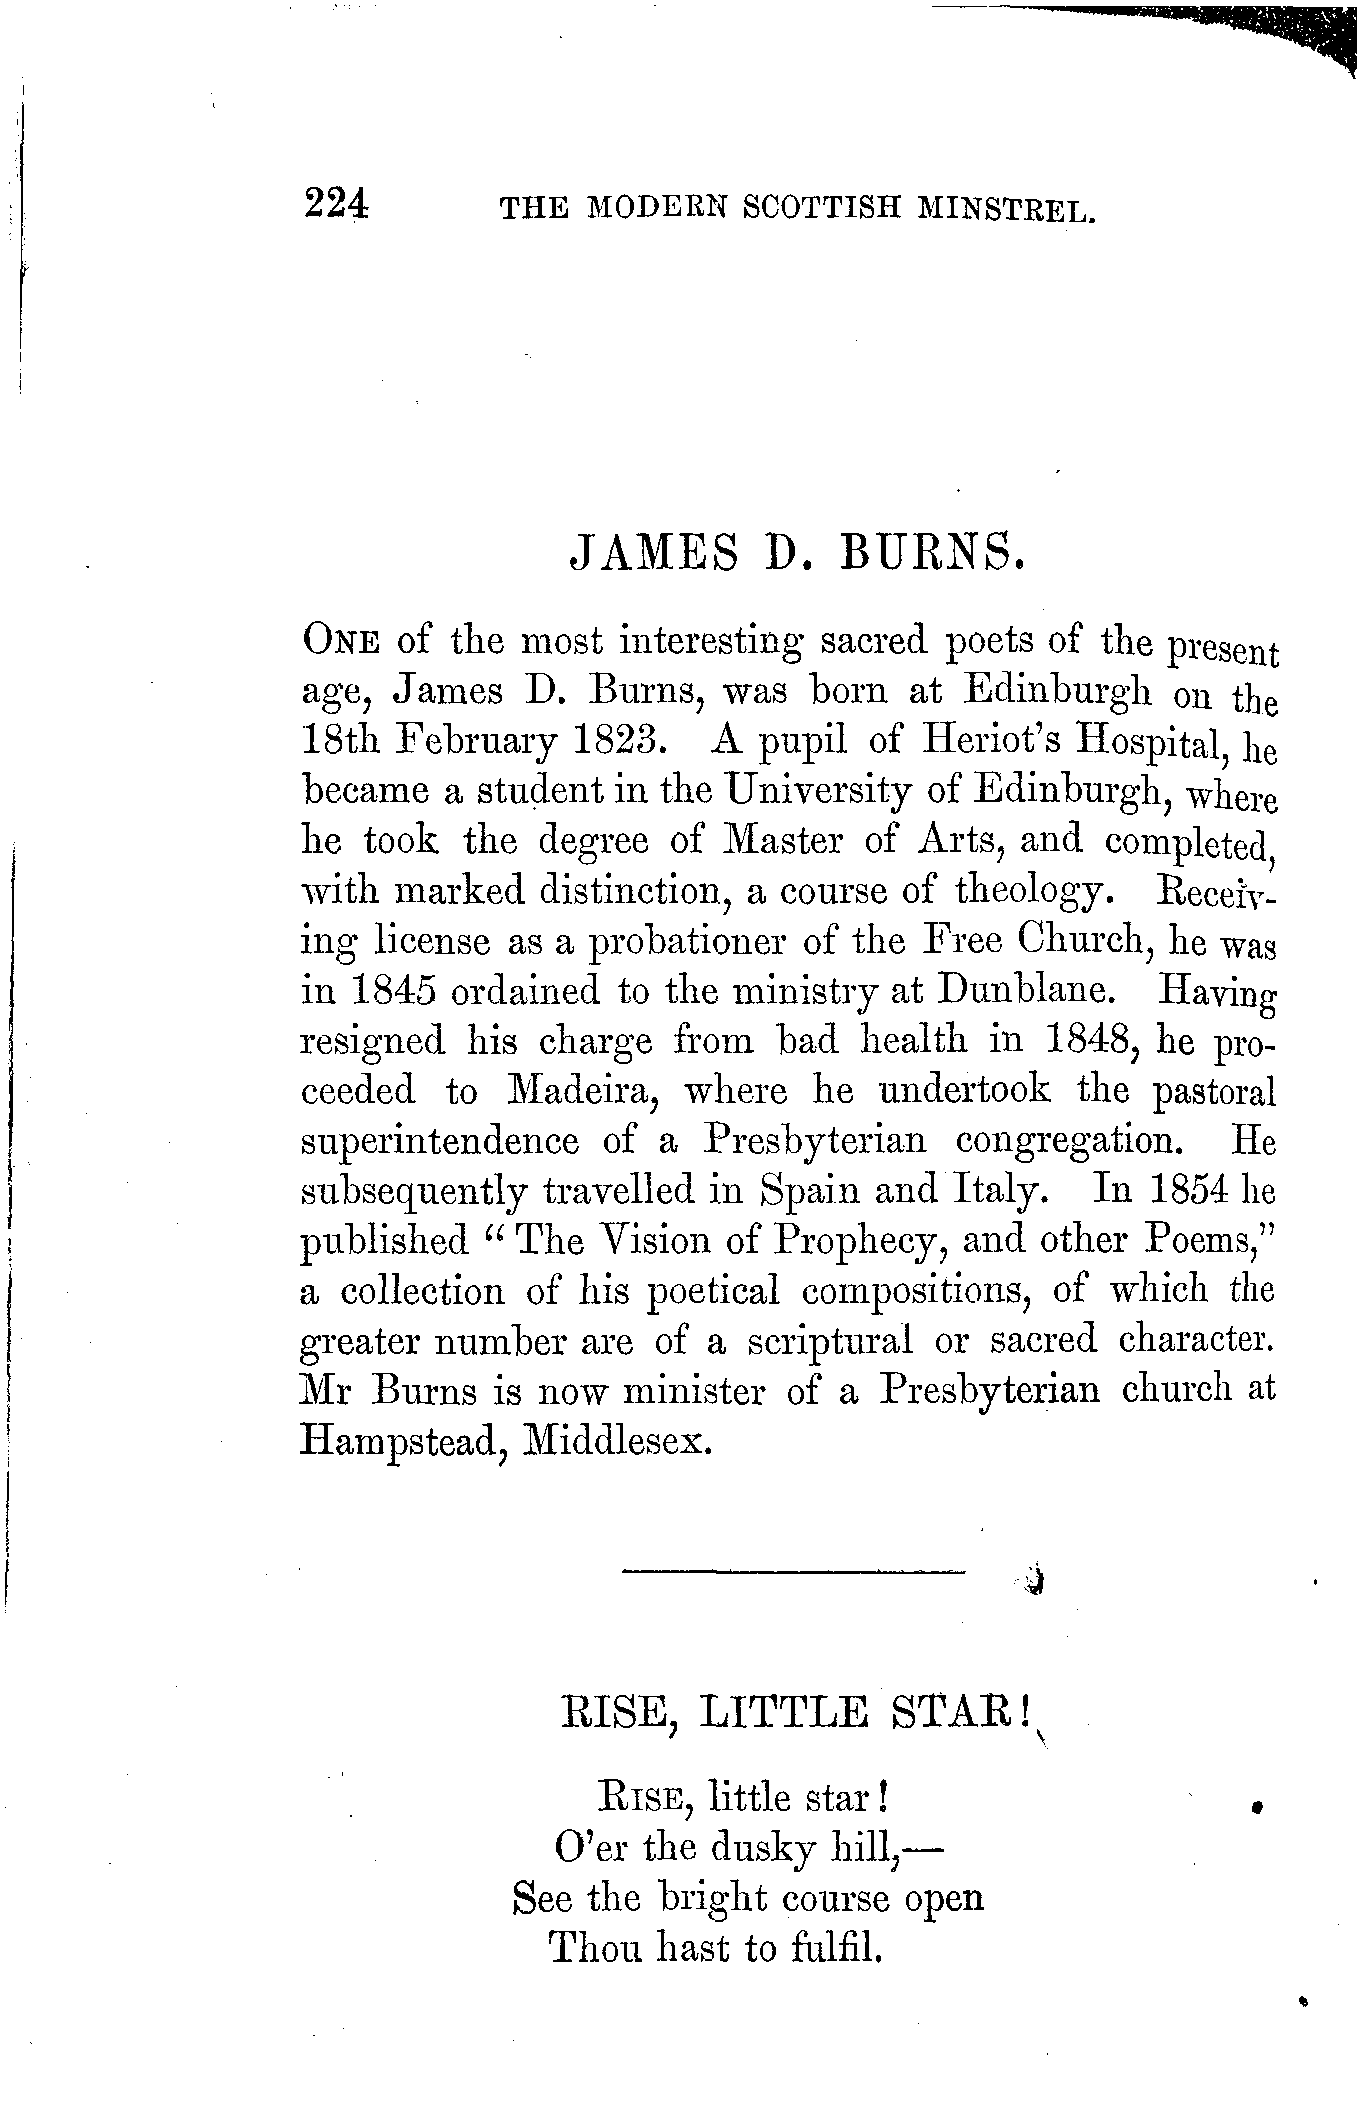 224 THE MODERN SCOTTISH MINSTREL.
JAMES D. BURNS.
ONE of the most interesting sacred poets of the present
age, James D. Burns, was born at Edinburgh on the
18th February 1823. A pupil of Heriot's Hospital, he
became a student in the University of Edinburgh, where
he took the degree of Master of Arts, and completed,
with marked distinction, a course of theology. Receiv-
ing license as a probationer of the Free Church, he was
in 1845 ordained to the ministry at Dunblane. Having
resigned his charge from bad health in 1848, he pro-
ceeded to Madeira, where he undertook the pastoral
superintendence of a Presbyterian congregation. He
subsequently travelled in Spain and Italy. In 1854 he
published “The Vision of Prophecy, and other Poems,”
a collection of his poetical compositions, of which the
greater number are of a scriptural or sacred character.
Mr Burns is now minister of a Presbyterian church at
Hampstead, Middlesex.
RISE, LITTLE STAR!
RISE, little star!
O'er the dusky hill,—
See the bright course open
Thou hast to fulfil.